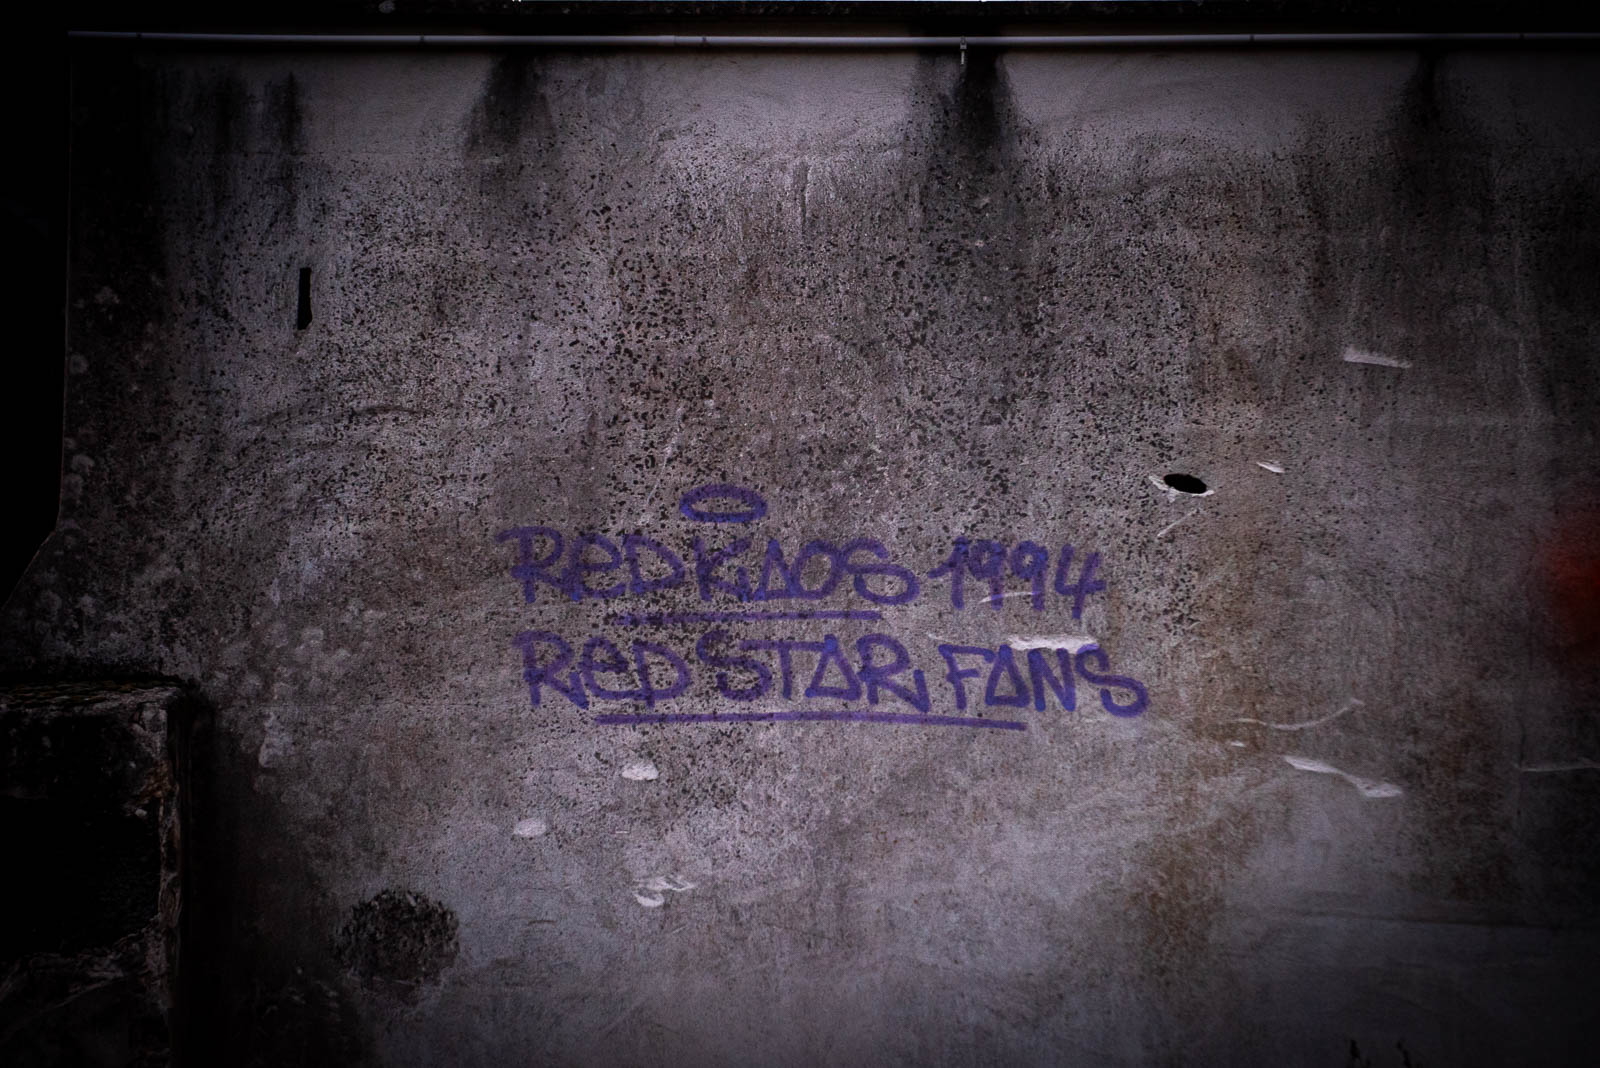 RED KAOS 1994
RED STAR FANS